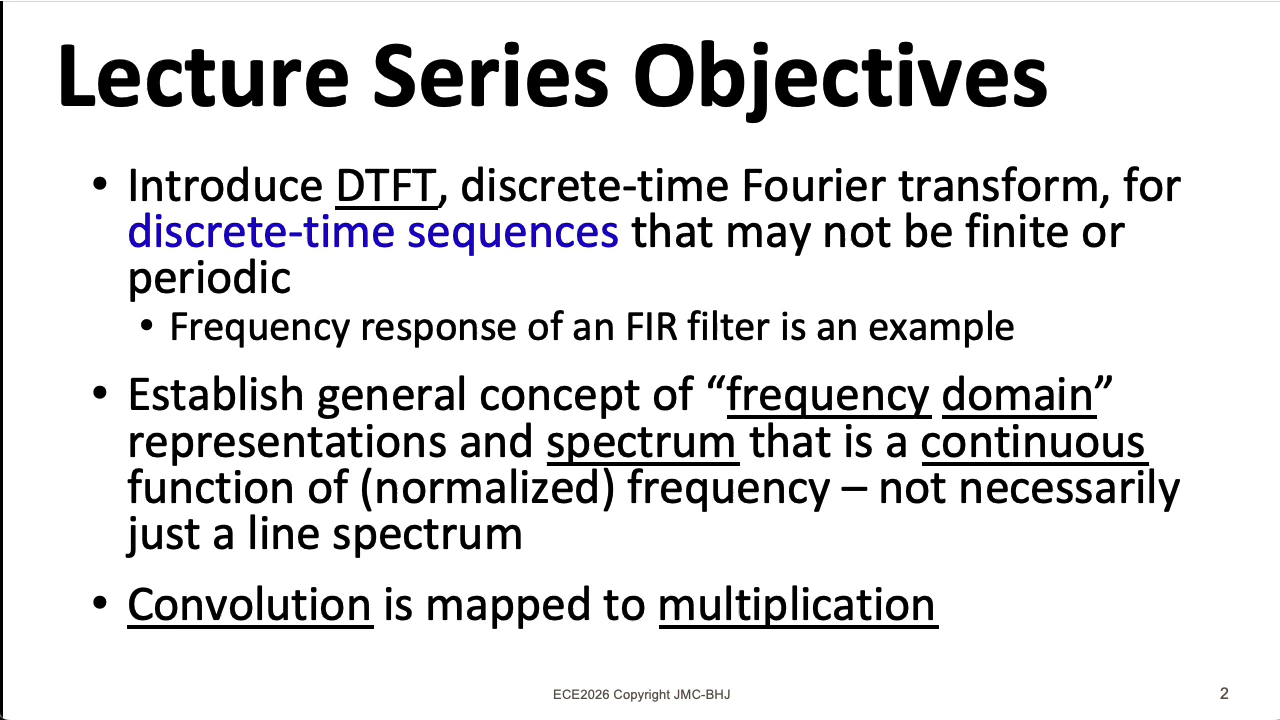 Lecture Series Objectives
• Introduce DTFT, discrete-time Fourier transform, for
discrete-time sequences that may not be finite or
periodic
• Frequency response of an FIR filter is an example
• Establish general concept of “frequency domain”
representations and spectrum that is a continuous
function of (normalized) frequency – not necessarily
just a line spectrum
• Convolution is mapped to multiplication
ECE2026 Copyright JMC-BHJ
2